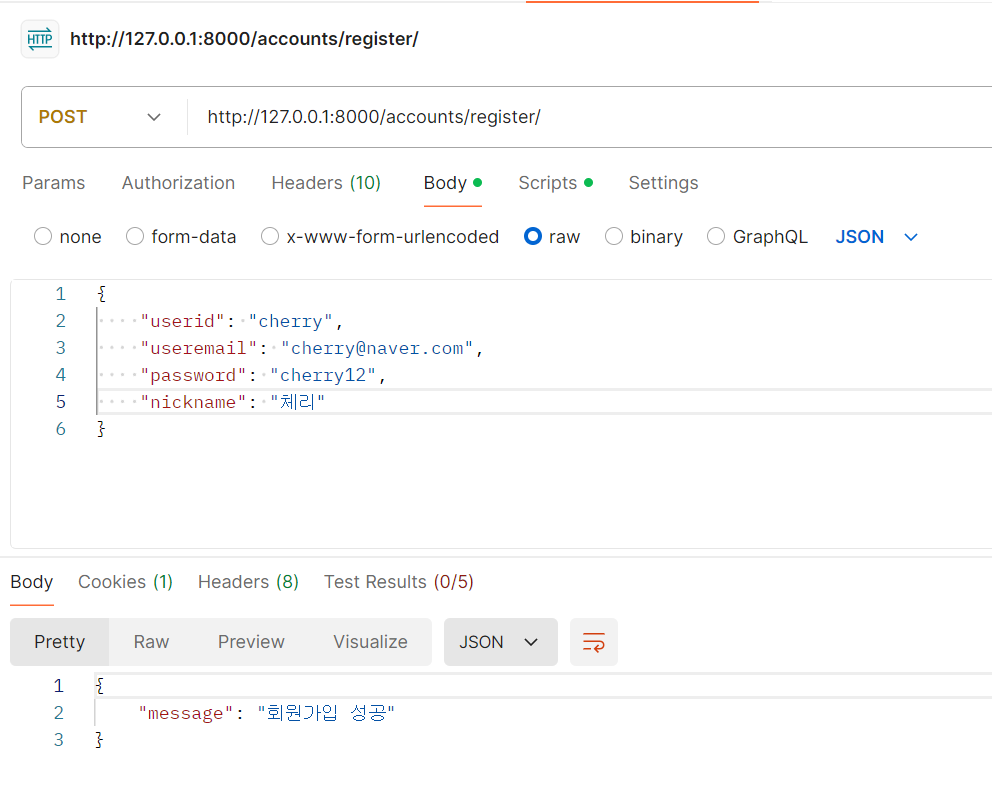 HTTP http://127.0.0.1:8000/accounts/register/
POST http://127.0.0.1:8000/accounts/register/
Params Authorization Headers (10) Body Scripts Settings
none form-data x-www-form-urlencoded raw binary GraphQL JSON
1 {
2 "userid": "cherry",
3 "useremail": "cherry@naver.com",
4 "password": "cherry12",
5 "nickname": "체리"
6 }
Body Cookies (1) Headers (8) Test Results (0/5)
Pretty Raw Preview Visualize JSON
1 {
2 "message": "회원가입 성공"
3 }